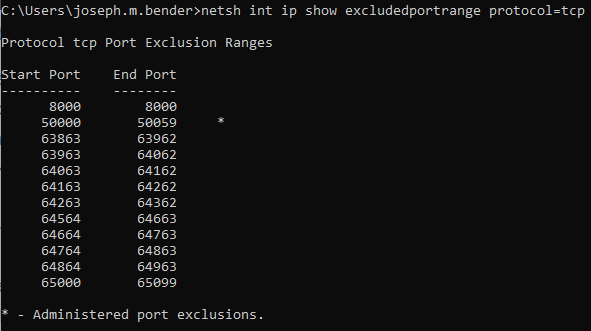 C:\Users\joseph.m.bender>netsh int ip show excludedportrange protocol=tcp
Protocol tcp Port Exclusion Ranges
Start Port    End Port
----------    --------
      8000        8000
     50000       50059     *
     63863       63962
     63963       64062
     64063       64162
     64163       64262
     64263       64362
     64564       64663
     64664       64763
     64764       64863
     64864       64963
     65000       65099
* - Administered port exclusions.